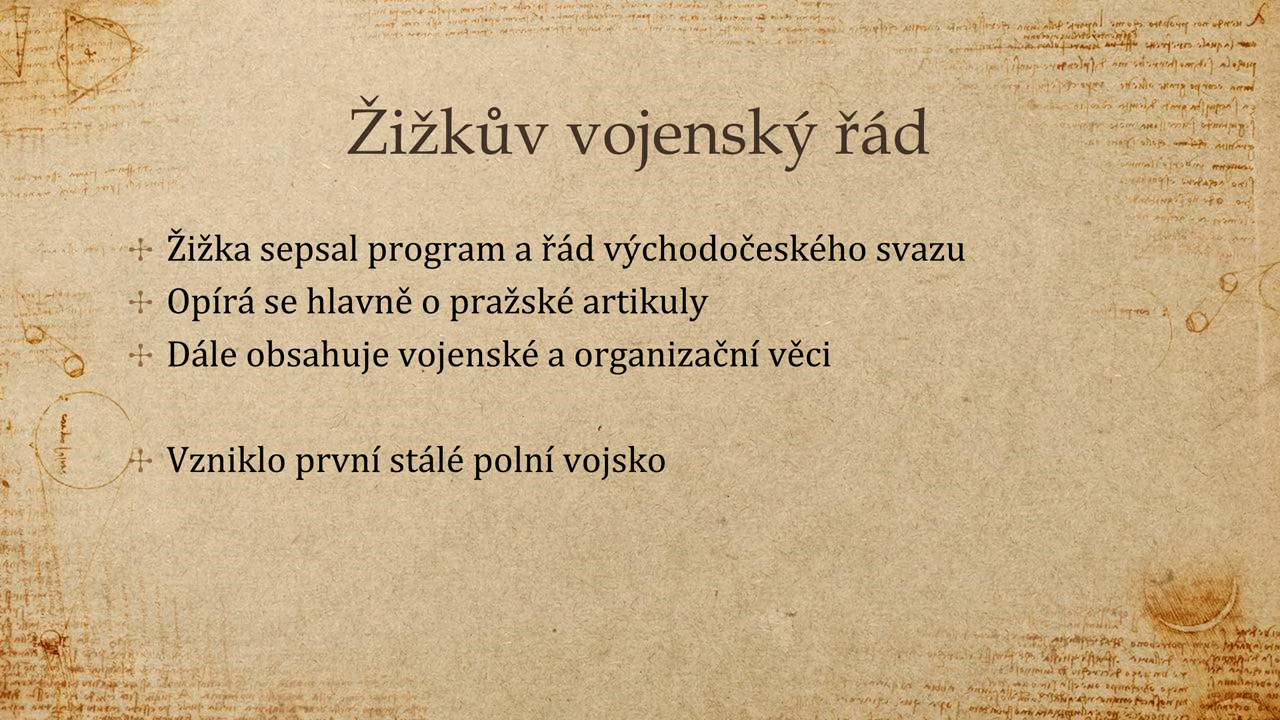 Žižkův vojenský řád
Žižka sepsal program a řád východočeského svazu
Opírá se hlavně o pražské artikuly
Dále obsahuje vojenské a organizační věci
Vzniklo první stálé polní vojsko